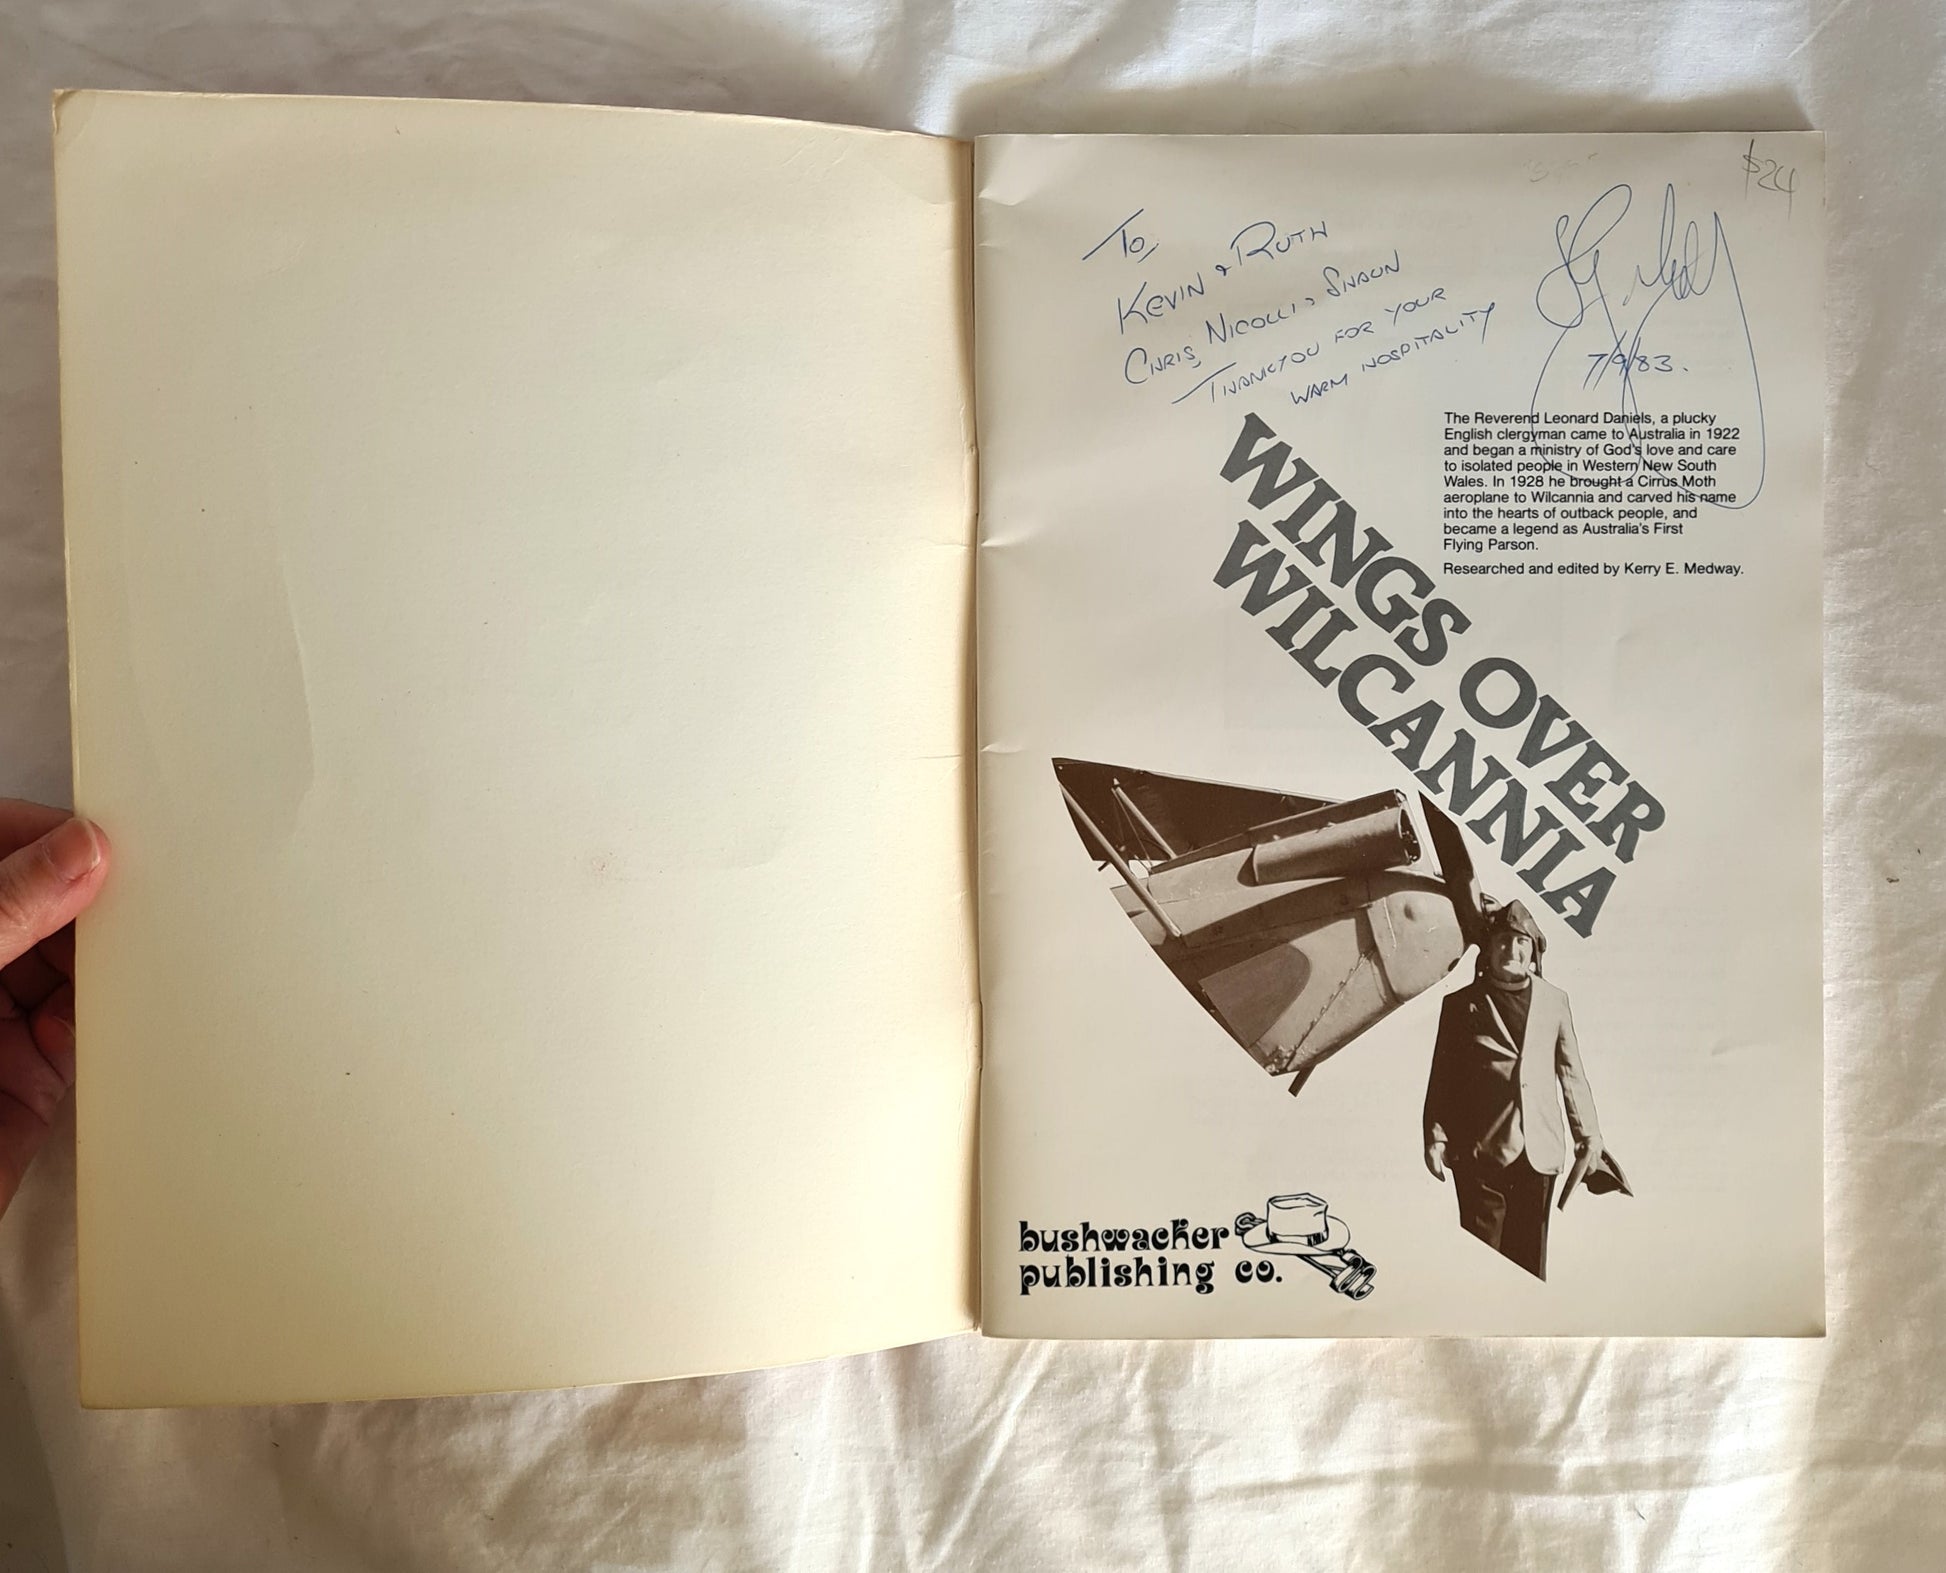 $24
To
KEVIN & RUTH
CHRIS, NICOLLI & SHAUN
THANKYOU FOR YOUR
WARM HOSPITALITY
7/9/83.
The Reverend Leonard Daniels, a plucky
English clergyman came to Australia in 1922
and began a ministry of God's love and care
to isolated people in Western New South
Wales. In 1928 he brought a Cirrus Moth
aeroplane to Wilcannia and carved his name
into the hearts of outback people, and
became a legend as Australia's First
Flying Parson.
Researched and edited by Kerry E. Medway.
WINGS OVER
WILCANNIA
bushwacker
publishing co.